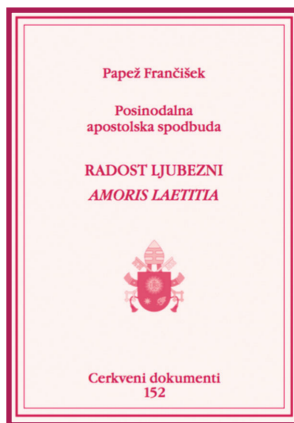 Papež Frančišek
Posinodalna
apostolska spodbuda
RADOST LJUBEZNI
AMORIS LAETITIA
Cerkveni dokumenti
152